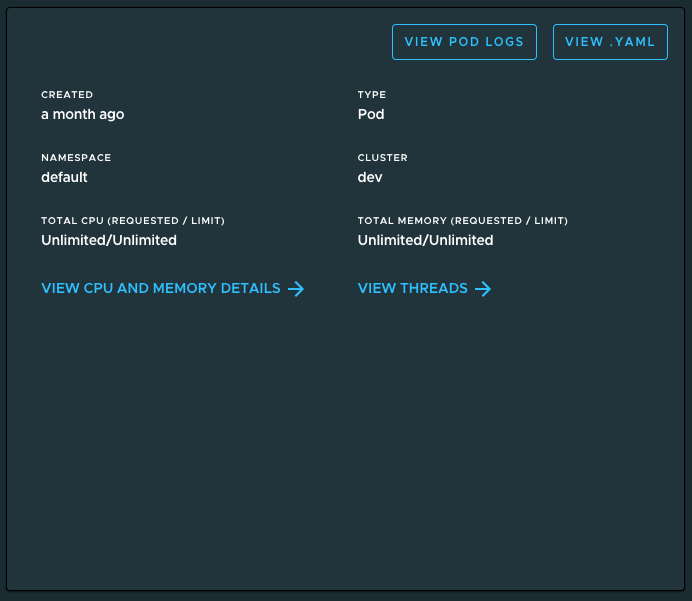 VIEW POD LOGS
VIEW .YAML
CREATED
a month ago
TYPE
Pod
NAMESPACE
default
CLUSTER
dev
TOTAL CPU (REQUESTED / LIMIT)
Unlimited/Unlimited
TOTAL MEMORY (REQUESTED / LIMIT)
Unlimited/Unlimited
VIEW CPU AND MEMORY DETAILS →
VIEW THREADS →